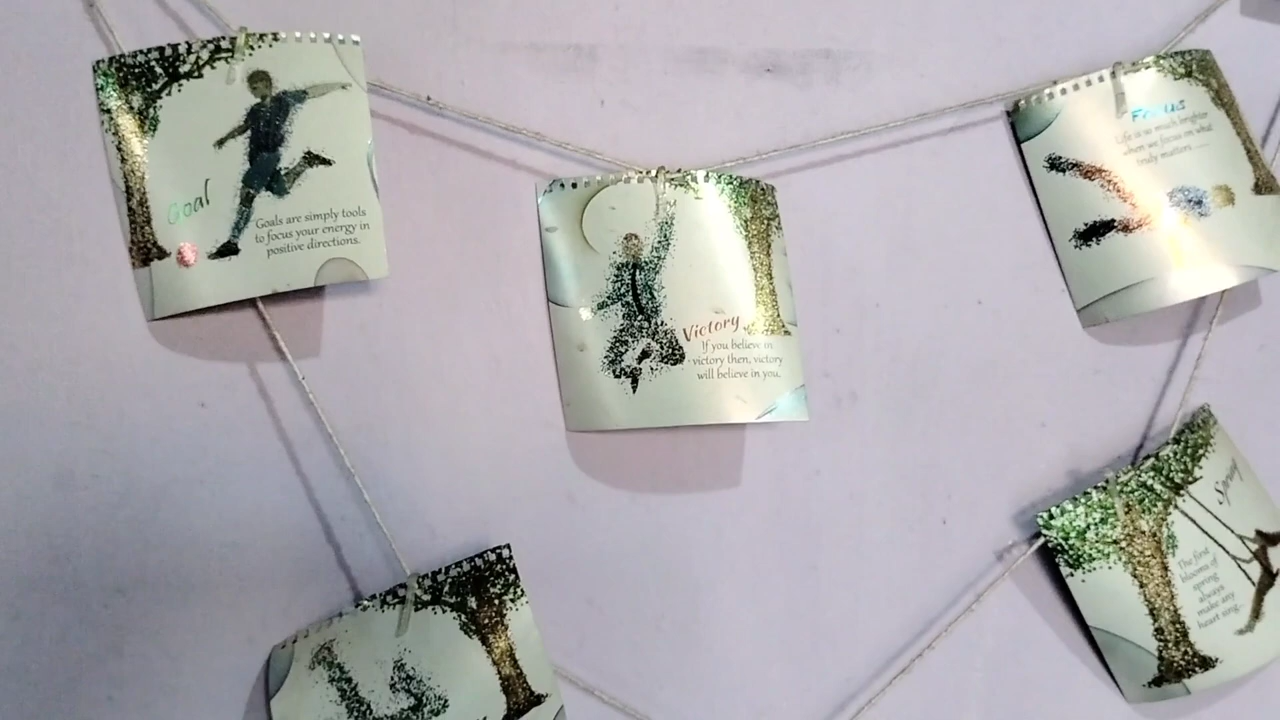 Goal
Goals are simply tools
to focus your energy in
positive directions.
Victory
If you believe in
victory then, victory
will believe in you.
Focus
Life is so much brighter
when we focus on what
truly matters......
Spring
The first
blooms of
spring
always
make any
heart sing...